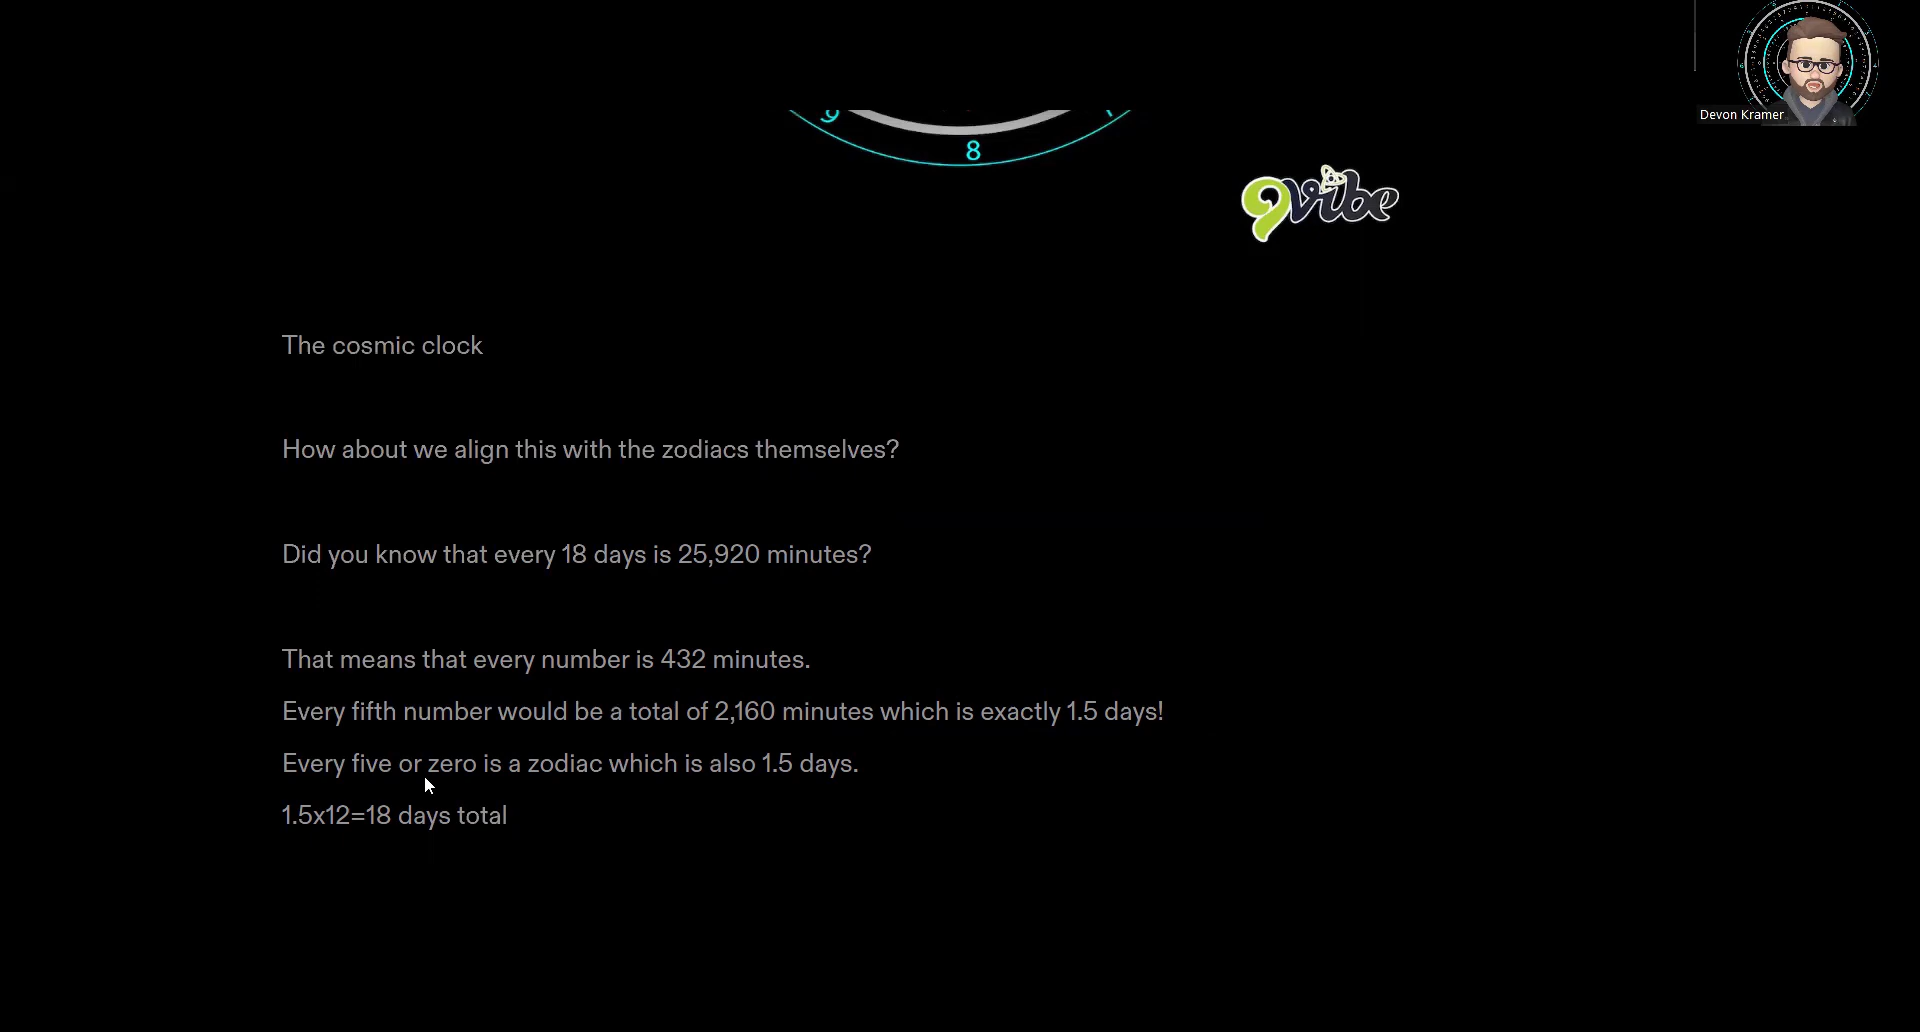 Devon Kramer
9
8
7
9vibe
The cosmic clock
How about we align this with the zodiacs themselves?
Did you know that every 18 days is 25,920 minutes?
That means that every number is 432 minutes.
Every fifth number would be a total of 2,160 minutes which is exactly 1.5 days!
Every five or zero is a zodiac which is also 1.5 days.
1.5x12=18 days total